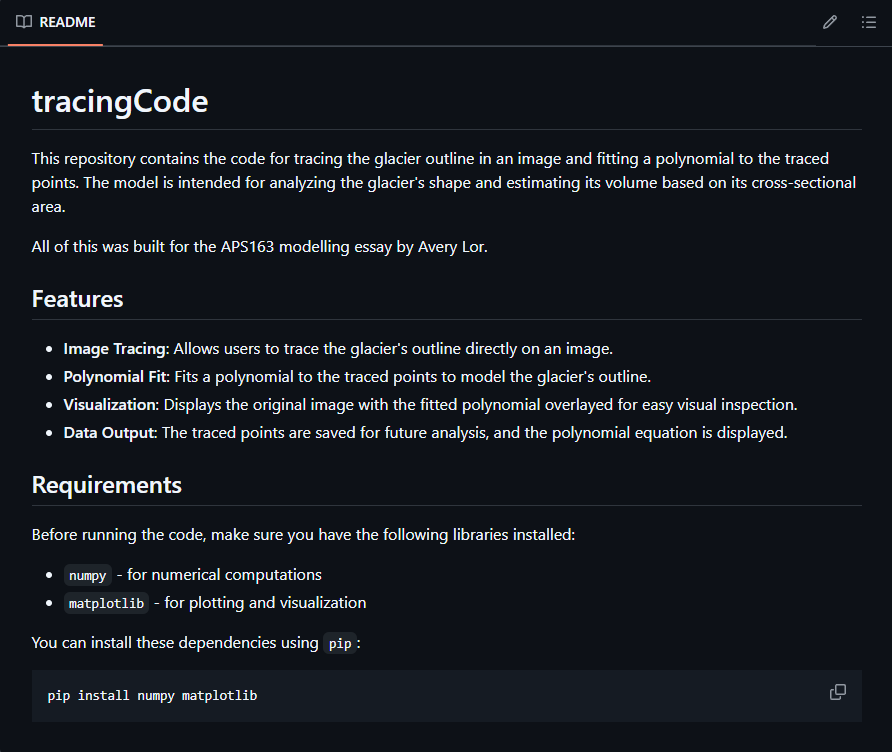 README
tracingCode
This repository contains the code for tracing the glacier outline in an image and fitting a polynomial to the traced
points. The model is intended for analyzing the glacier's shape and estimating its volume based on its cross-sectional
area.
All of this was built for the APS163 modelling essay by Avery Lor.
Features
• Image Tracing: Allows users to trace the glacier's outline directly on an image.
• Polynomial Fit: Fits a polynomial to the traced points to model the glacier's outline.
• Visualization: Displays the original image with the fitted polynomial overlayed for easy visual inspection.
• Data Output: The traced points are saved for future analysis, and the polynomial equation is displayed.
Requirements
Before running the code, make sure you have the following libraries installed:
• numpy - for numerical computations
• matplotlib - for plotting and visualization
You can install these dependencies using pip:
pip install numpy matplotlib